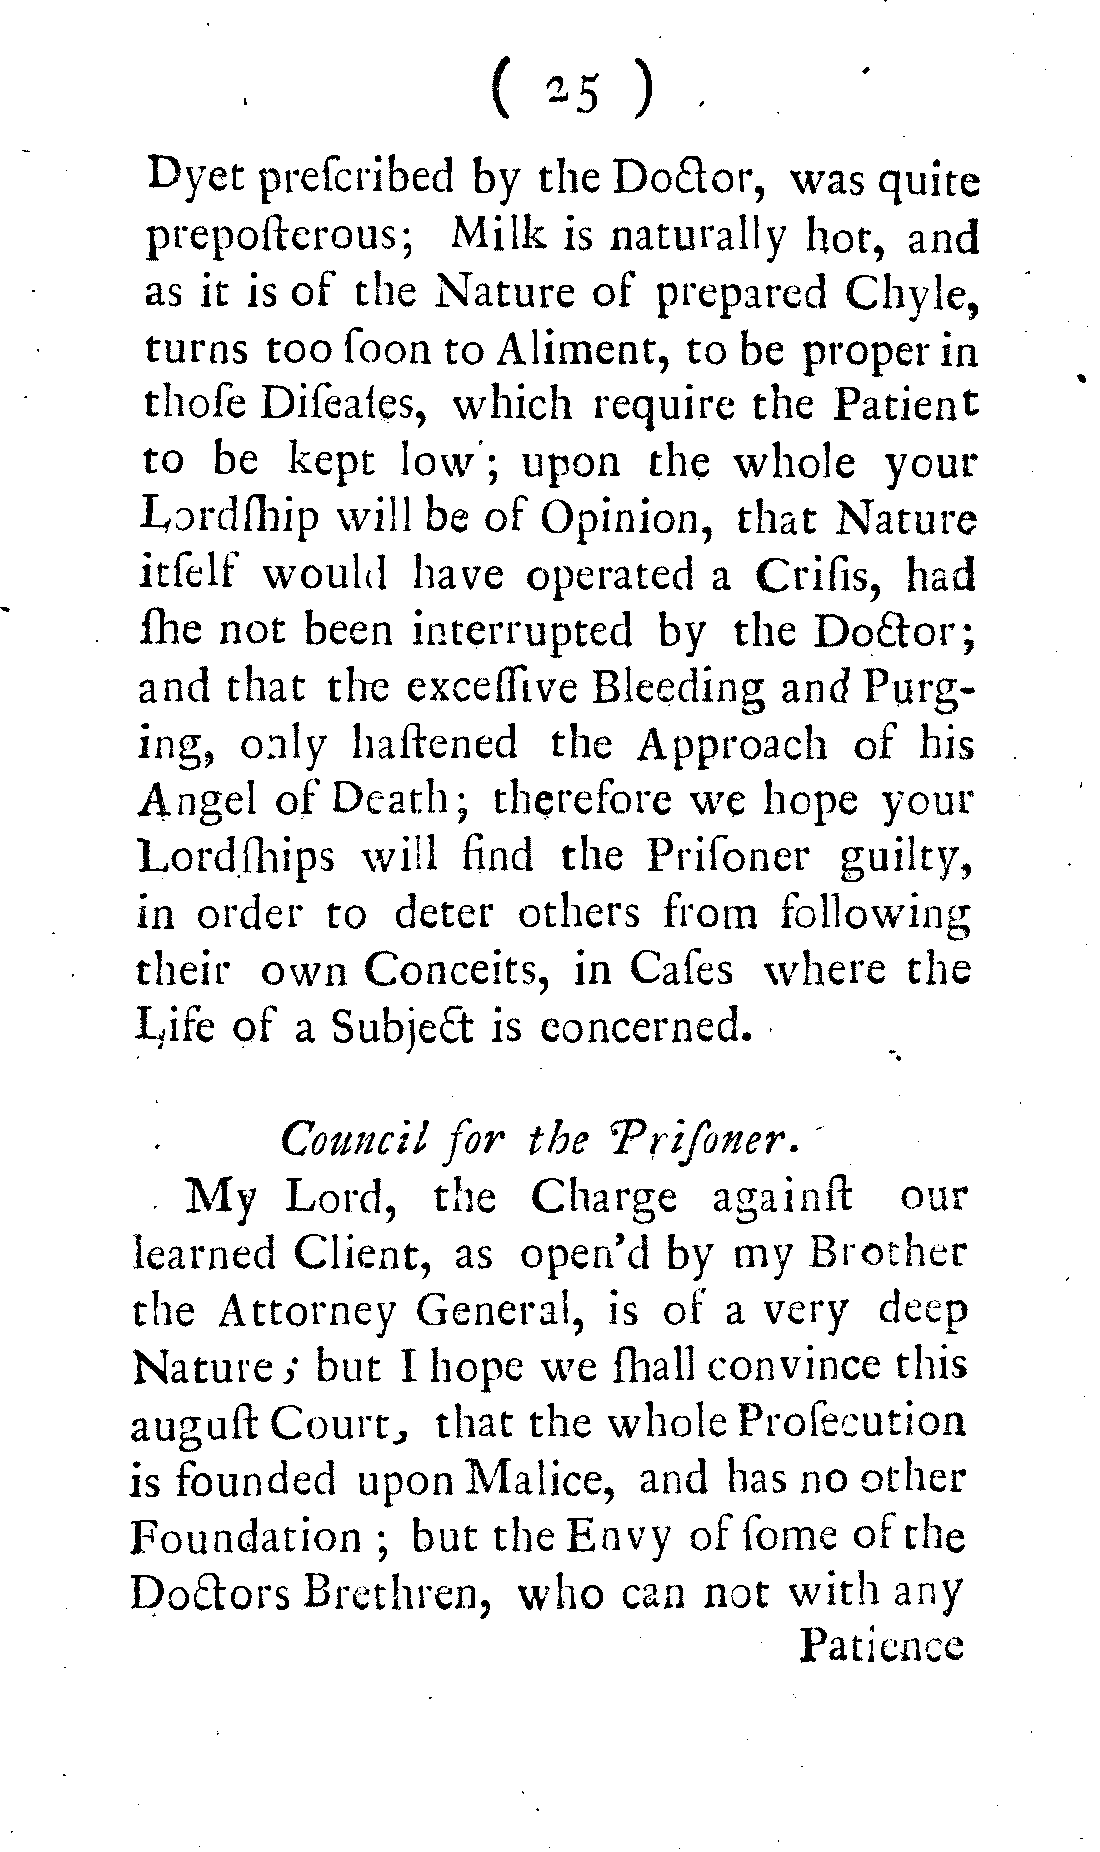 ( 25 )
Dyet preſcribed by the Doctor, was quite
prepoſterous; Milk is naturally hot, and
as it is of the Nature of prepared Chyle,
turns too ſoon to Aliment, to be proper in
thoſe Diſeaſes, which require the Patient
to be kept low; upon the whole your
Lordſhip will be of Opinion, that Nature
itſelf would have operated a Criſis, had
ſhe not been interrupted by the Doctor;
and that the exceſſive Bleeding and Purg-
ing, only haſtened the Approach of his
Angel of Death; therefore we hope your
Lordſhips will find the Priſoner guilty,
in order to deter others from following
their own Conceits, in Caſes where the
Life of a Subject is concerned.
Council for the Priſoner.
My Lord, the Charge againſt our
learned Client, as open'd by my Brother
the Attorney General, is of a very deep
Nature; but I hope we ſhall convince this
auguſt Court, that the whole Proſecution
is founded upon Malice, and has no other
Foundation ; but the Envy of ſome of the
Doctors Brethren, who can not with any
Patience